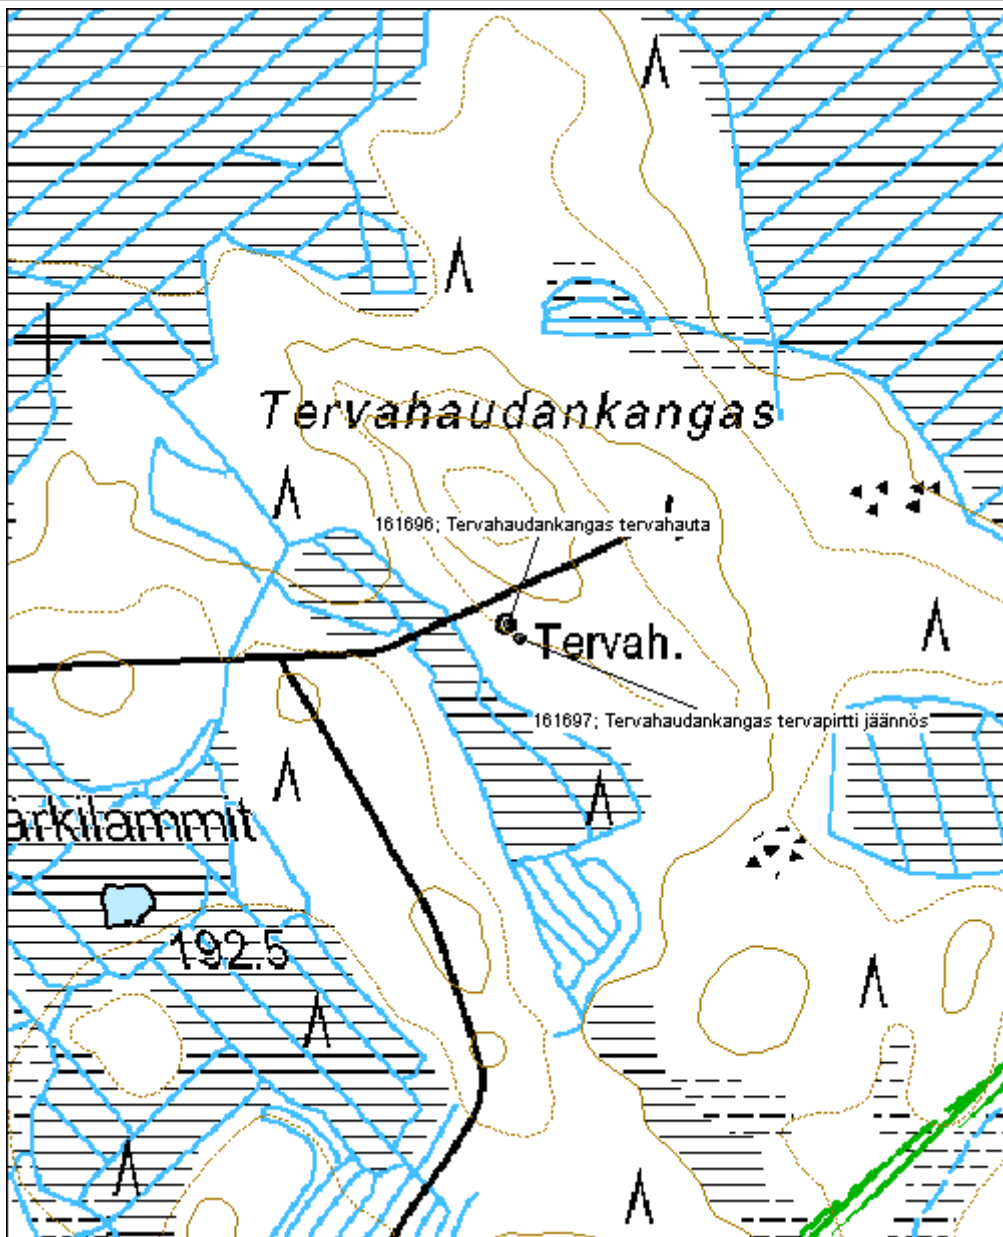 Tervahaudankangas
161696; Tervahaudankangas tervahauta
Tervah.
161697; Tervahaudankangas tervapirtti jäännös
ärkilammit
192.5